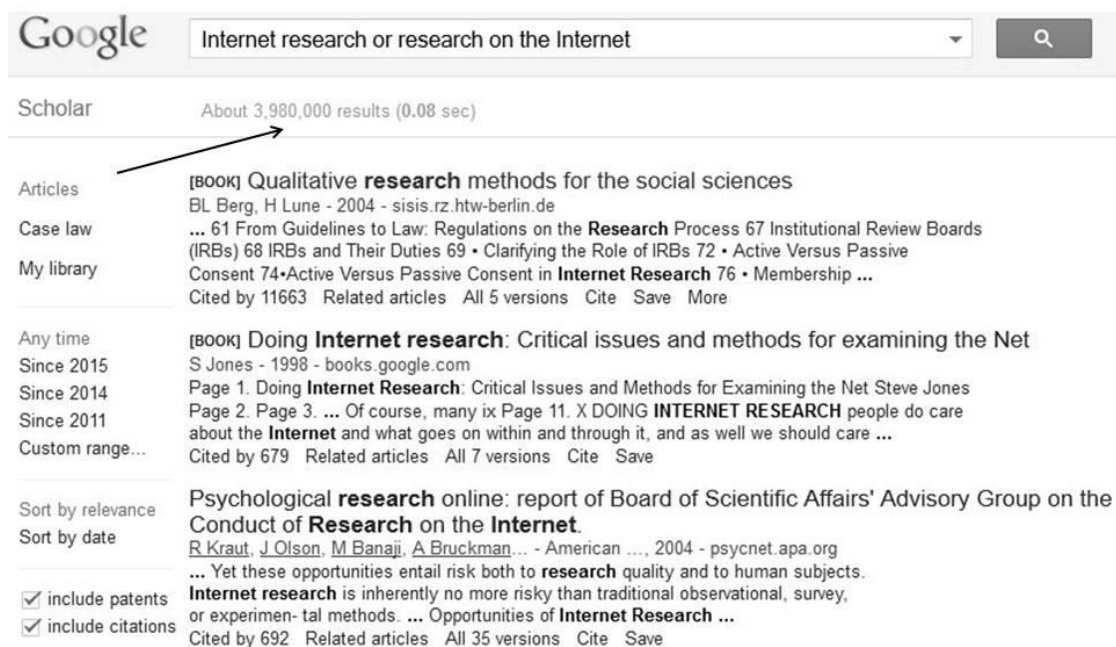 Google
Internet research or research on the Internet
Scholar
About 3,980,000 results (0.08 sec)
Articles
Case law
My library
Any time
Since 2015
Since 2014
Since 2011
Custom range...
Sort by relevance
Sort by date
include patents
include citations
[BOOK] Qualitative research methods for the social sciences
BL Berg, H Lune - 2004 - sisis.rz.htw-berlin.de
... 61 From Guidelines to Law: Regulations on the Research Process 67 Institutional Review Boards
(IRBs) 68 IRBs and Their Duties 69 • Clarifying the Role of IRBs 72 • Active Versus Passive
Consent 74•Active Versus Passive Consent in Internet Research 76 • Membership ...
Cited by 11663 Related articles All 5 versions Cite Save More
[BOOK] Doing Internet research: Critical issues and methods for examining the Net
S Jones - 1998 - books.google.com
Page 1. Doing Internet Research: Critical Issues and Methods for Examining the Net Steve Jones
Page 2. Page 3. ... Of course, many ix Page 11. X DOING INTERNET RESEARCH people do care
about the Internet and what goes on within and through it, and as well we should care ...
Cited by 679 Related articles All 7 versions Cite Save
Psychological research online: report of Board of Scientific Affairs' Advisory Group on the
Conduct of Research on the Internet.
R Kraut, J Olson, M Banaji, A Bruckman... - American ..., 2004 - psycnet.apa.org
... Yet these opportunities entail risk both to research quality and to human subjects.
Internet research is inherently no more risky than traditional observational, survey,
or experimen- tal methods. ... Opportunities of Internet Research ...
Cited by 692 Related articles All 35 versions Cite Save